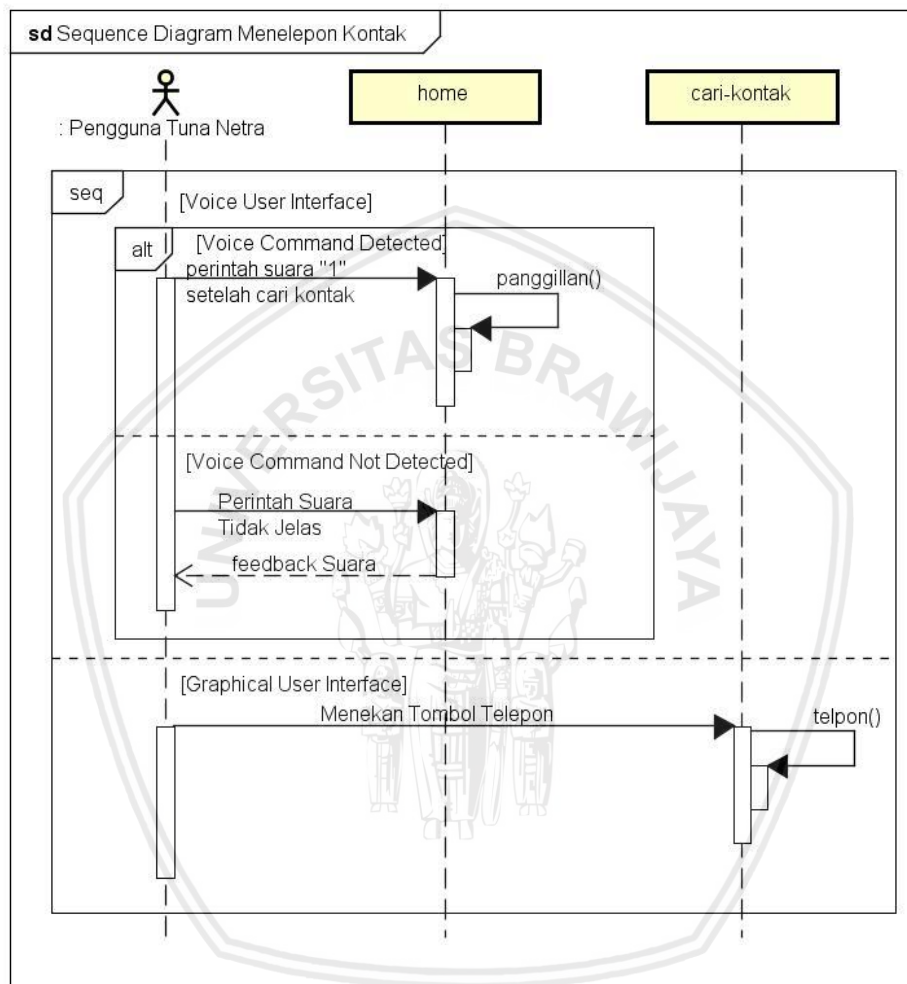 sd Sequence Diagram Menelepon Kontak
home
cari-kontak
: Pengguna Tuna Netra
seq
[Voice User Interface]
alt
[Voice Command Detected]
perintah suara "1"
setelah cari kontak
panggillan()
UNIVERSITAS BRAWIJAYA
[Voice Command Not Detected]
Perintah Suara
Tidak Jelas
feedback Suara
[Graphical User Interface]
Menekan Tombol Telepon
telpon()